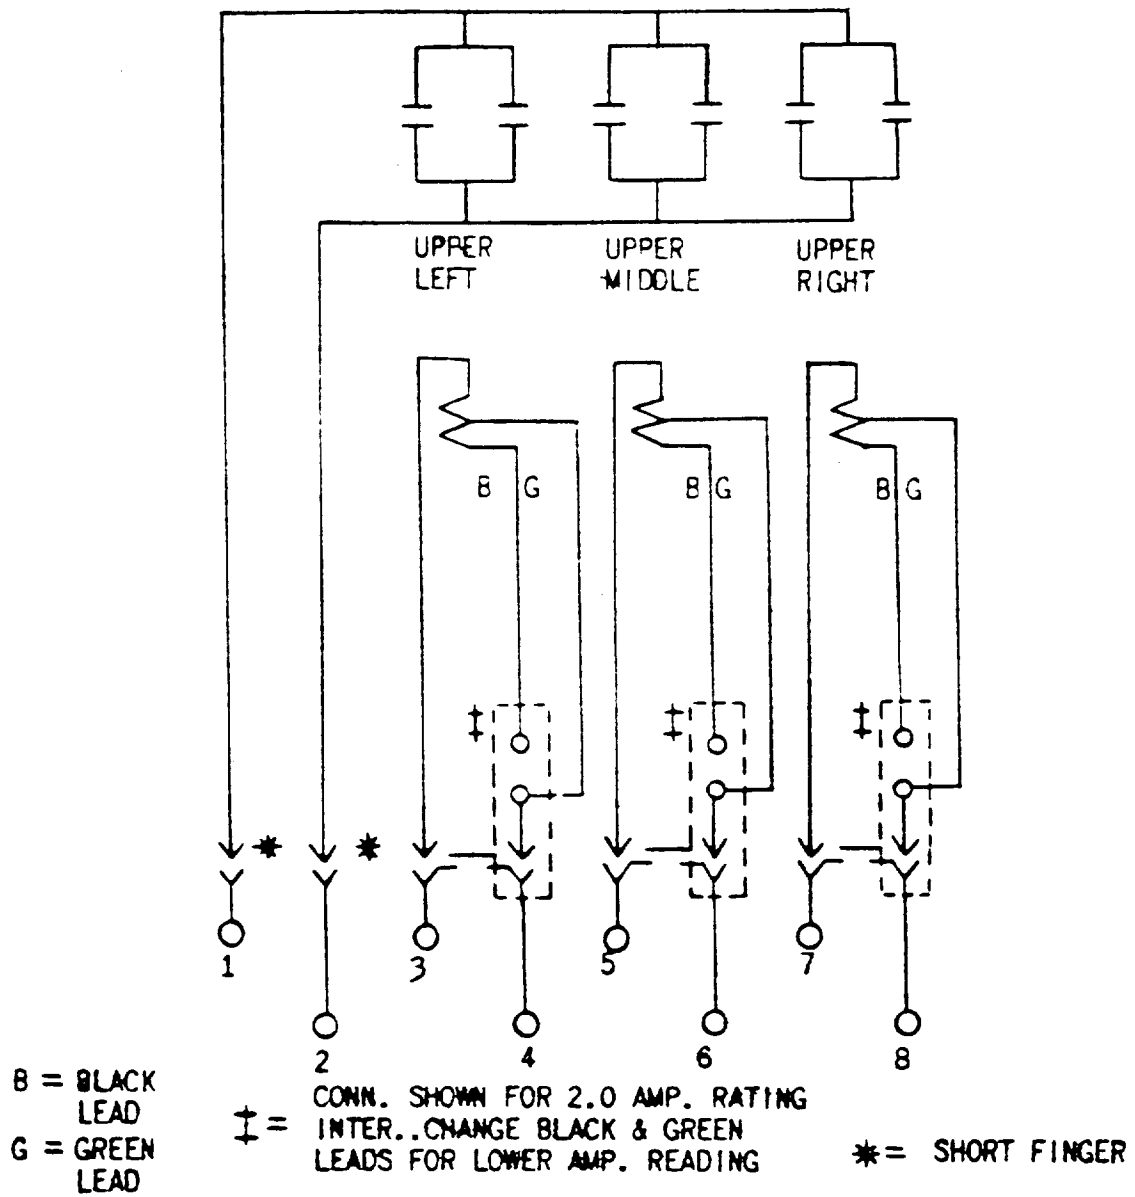 UPPER LEFT
UPPER MIDDLE
UPPER RIGHT
B G
B G
B G
‡
‡
‡
*
*
1
3
5
7
2
4
6
8
B = BLACK LEAD
G = GREEN LEAD
‡ = CONN. SHOWN FOR 2.0 AMP. RATING
INTER..CHANGE BLACK & GREEN
LEADS FOR LOWER AMP. READING
* = SHORT FINGER